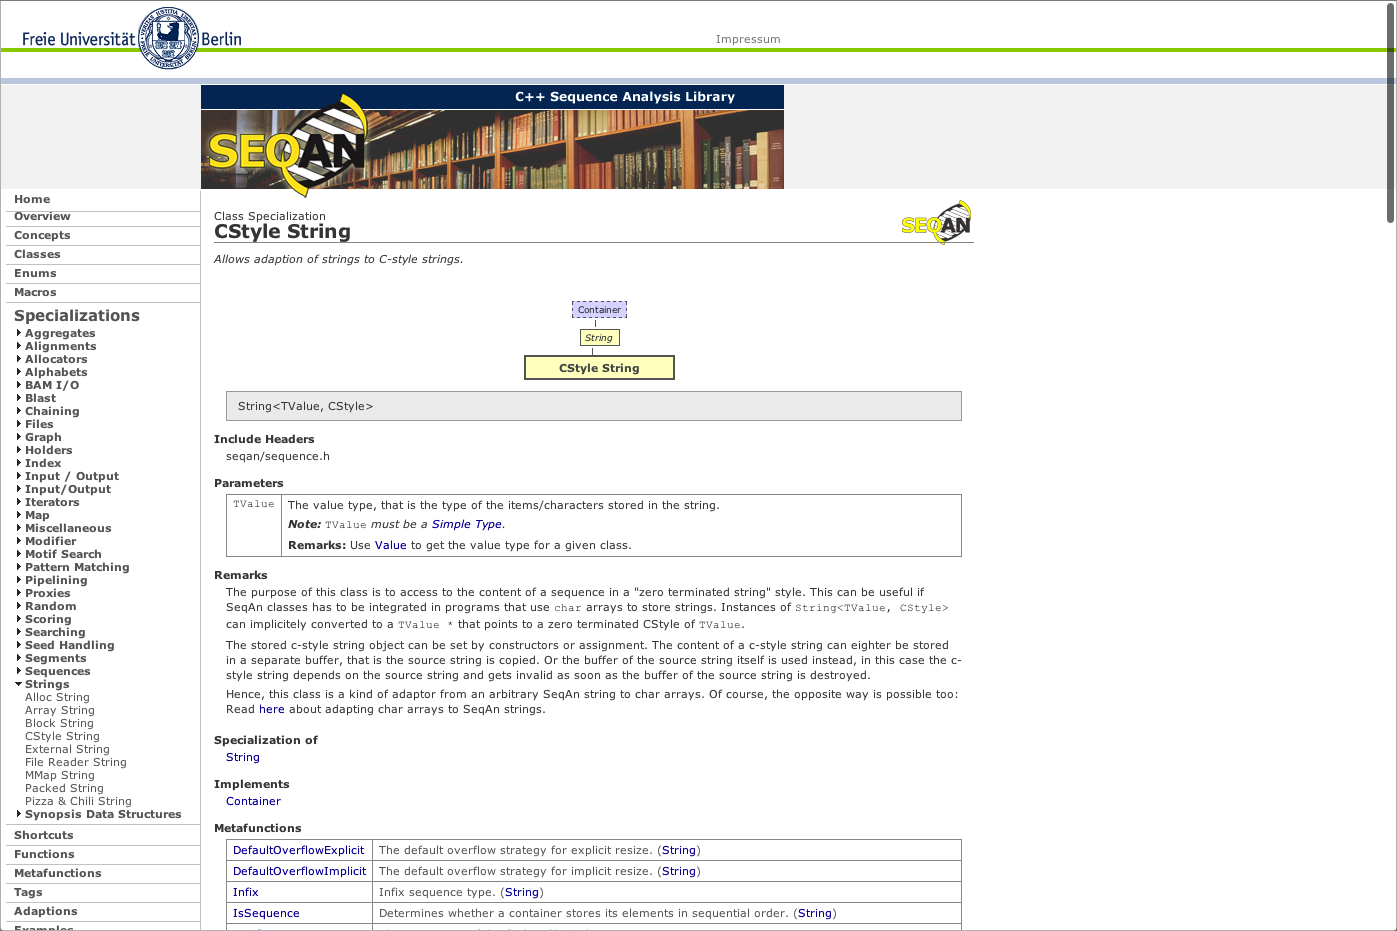 Freie Universität Berlin
Impressum
C++ Sequence Analysis Library
SEQAN
Home
Overview
Concepts
Classes
Enums
Macros
Specializations
Aggregates
Alignments
Allocators
Alphabets
BAM I/O
Blast
Chaining
Files
Graph
Holders
Index
Input / Output
Input/Output
Iterators
Map
Miscellaneous
Modifier
Motif Search
Pattern Matching
Pipelining
Proxies
Random
Scoring
Searching
Seed Handling
Segments
Sequences
Strings
Alloc String
Array String
Block String
CStyle String
External String
File Reader String
MMap String
Packed String
Pizza & Chili String
Synopsis Data Structures
Shortcuts
Functions
Metafunctions
Tags
Adaptions
Examples
Class Specialization
CStyle String
SEQAN
Allows adaption of strings to C-style strings.
Container
String
CStyle String
String<TValue, CStyle>
Include Headers
seqan/sequence.h
Parameters
TValue
The value type, that is the type of the items/characters stored in the string.
Note: TValue must be a Simple Type.
Remarks: Use Value to get the value type for a given class.
Remarks
The purpose of this class is to access to the content of a sequence in a "zero terminated string" style. This can be useful if
SeqAn classes has to be integrated in programs that use char arrays to store strings. Instances of String<TValue, CStyle>
can implicitely converted to a TValue * that points to a zero terminated CStyle of TValue.
The stored c-style string object can be set by constructors or assignment. The content of a c-style string can eighter be stored
in a separate buffer, that is the source string is copied. Or the buffer of the source string itself is used instead, in this case the c-
style string depends on the source string and gets invalid as soon as the buffer of the source string is destroyed.
Hence, this class is a kind of adaptor from an arbitrary SeqAn string to char arrays. Of course, the opposite way is possible too:
Read here about adapting char arrays to SeqAn strings.
Specialization of
String
Implements
Container
Metafunctions
DefaultOverflowExplicit The default overflow strategy for explicit resize. (String)
DefaultOverflowImplicit The default overflow strategy for implicit resize. (String)
Infix Infix sequence type. (String)
IsSequence Determines whether a container stores its elements in sequential order. (String)